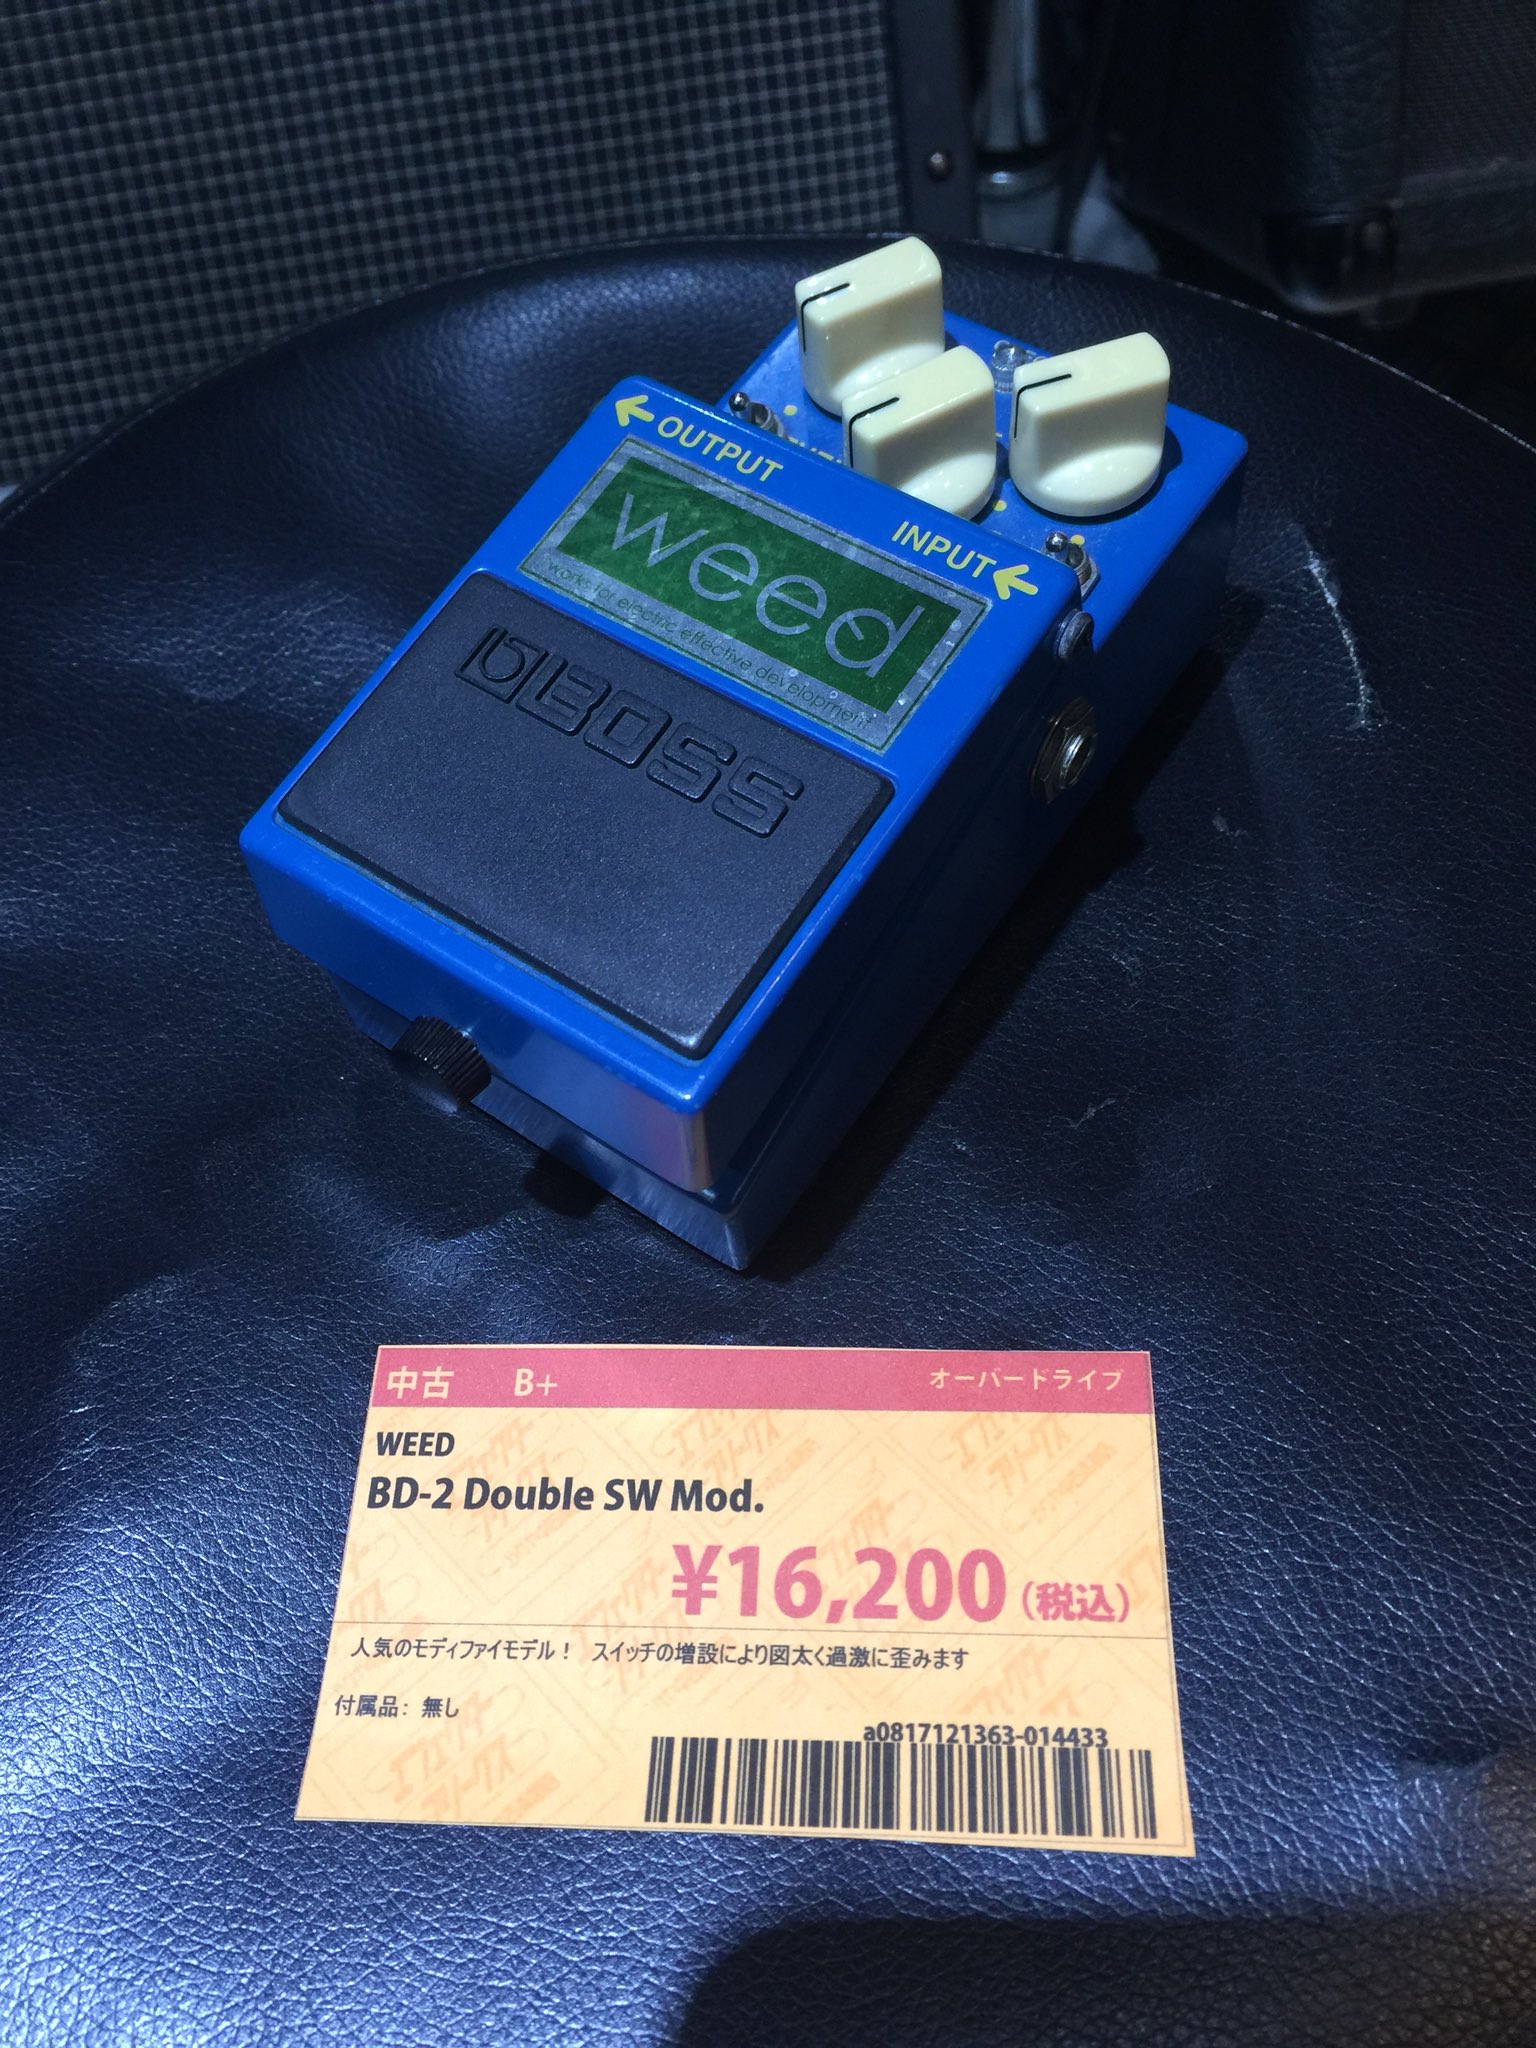 OUTPUT
INPUT
weed
works for electric effective development
BOSS
中古 B+ オーバードライブ
WEED
BD-2 Double SW Mod.
¥16,200(税込)
人気のモディファイモデル! スイッチの増設により図太く過激に歪みます
付属品: 無し
a0817121363-014433